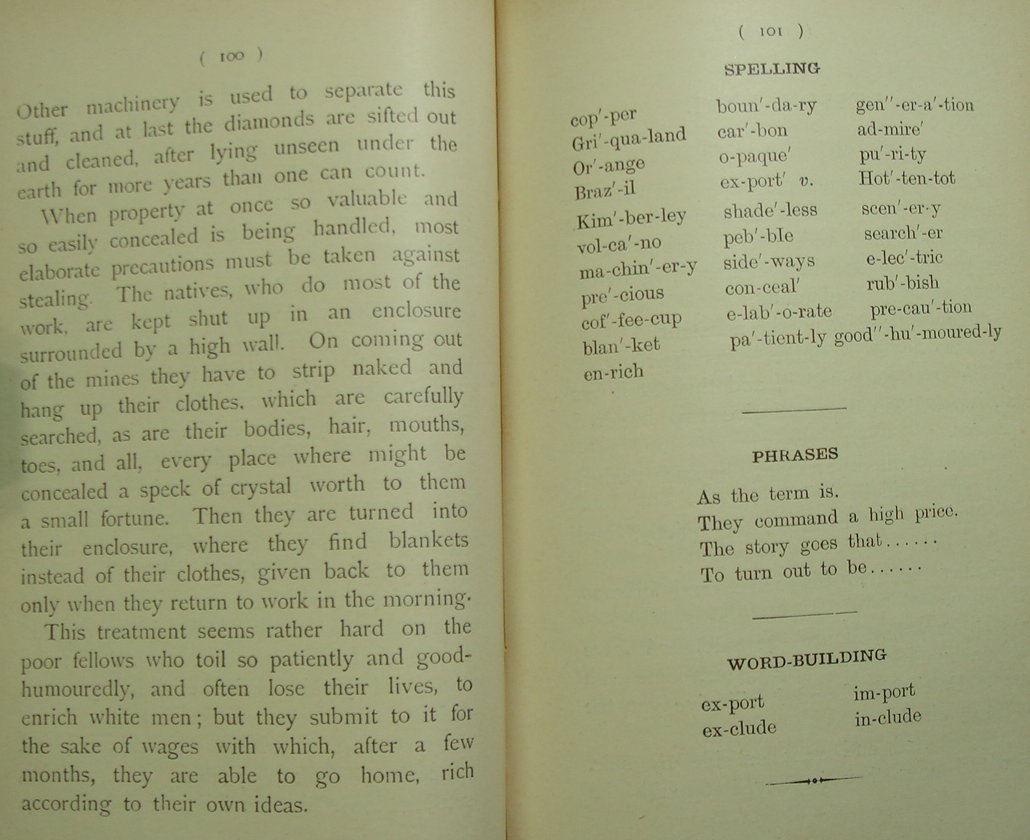 ( 100 )
Other machinery is used to separate this
stuff, and at last the diamonds are sifted out
and cleaned, after lying unseen under the
earth for more years than one can count.
When property at once so valuable and
so easily concealed is being handled, most
elaborate precautions must be taken against
stealing. The natives, who do most of the
work, are kept shut up in an enclosure
surrounded by a high wall. On coming out
of the mines they have to strip naked and
hang up their clothes, which are carefully
searched, as are their bodies, hair, mouths,
toes, and all, every place where might be
concealed a speck of crystal worth to them
a small fortune. Then they are turned into
their enclosure, where they find blankets
instead of their clothes, given back to them
only when they return to work in the morning.
This treatment seems rather hard on the
poor fellows who toil so patiently and good-
humouredly, and often lose their lives, to
enrich white men; but they submit to it for
the sake of wages with which, after a few
months, they are able to go home, rich
according to their own ideas.
( 101 )
SPELLING
cop′-per boun′-da-ry gen″-er-a′-tion
Gri′-qua-land car′-bon ad-mire′
Or′-ange o-paque′ pu′-ri-ty
Braz′-il ex-port′ v. Hot′-ten-tot
Kim′-ber-ley shade′-less scen′-er-y
vol-ca′-no peb′-ble search′-er
ma-chin′-er-y side′-ways e-lec′-tric
pre′-cious con-ceal′ rub′-bish
cof′-fee-cup e-lab′-o-rate pre-cau′-tion
blan′-ket pa′-tient-ly good″-hu′-moured-ly
en-rich
PHRASES
As the term is.
They command a high price.
The story goes that......
To turn out to be......
WORD-BUILDING
ex-port im-port
ex-clude in-clude